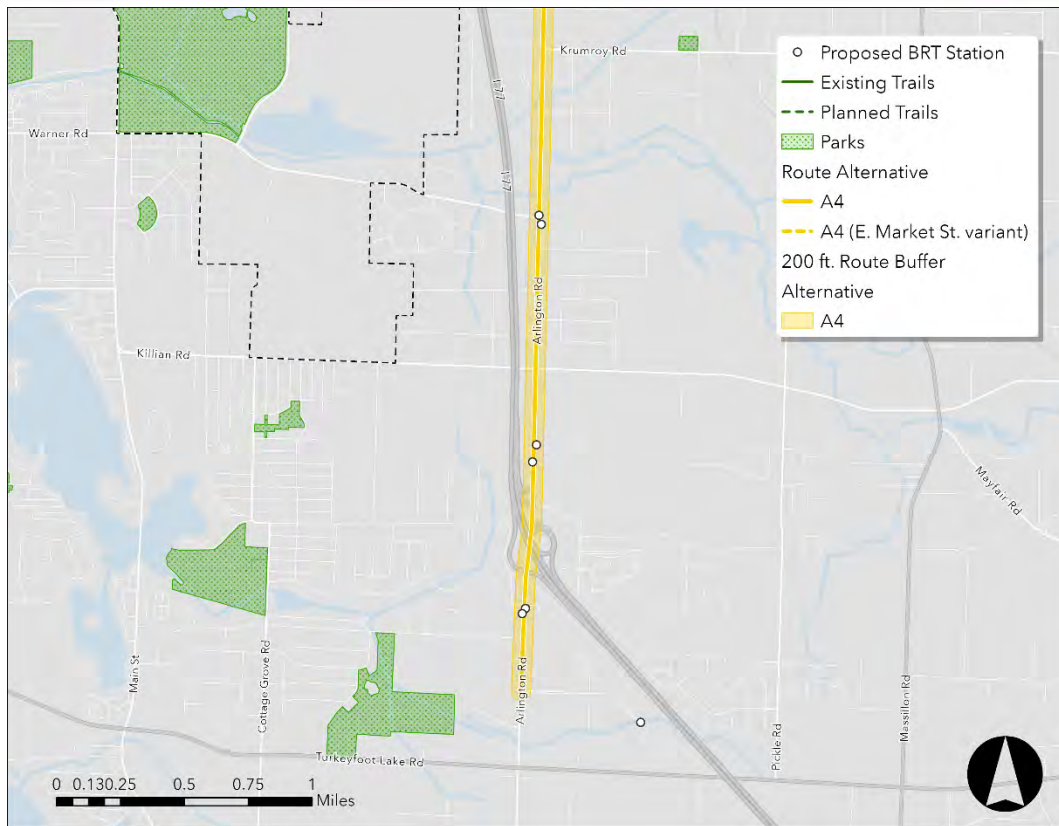 Krumroy Rd
I 77
Warner Rd
I 77
Arlington Rd
Killian Rd
Mayfair Rd
Main St
Cottage Grove Rd
Arlington Rd
Pickle Rd
Massillon Rd
Turkeyfoot Lake Rd
Proposed BRT Station
Existing Trails
Planned Trails
Parks
Route Alternative
A4
A4 (E. Market St. variant)
200 ft. Route Buffer
Alternative
A4
0 0.130.25 0.5 0.75 1
Miles